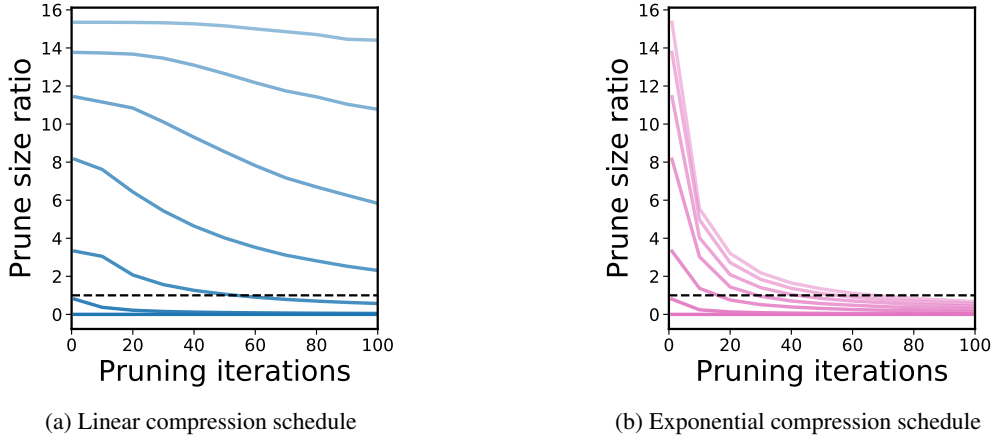 16
14
12
10
8
6
4
2
0
Prune size ratio
0 20 40 60 80 100
Pruning iterations
(a) Linear compression schedule
16
14
12
10
8
6
4
2
0
Prune size ratio
0 20 40 60 80 100
Pruning iterations
(b) Exponential compression schedule